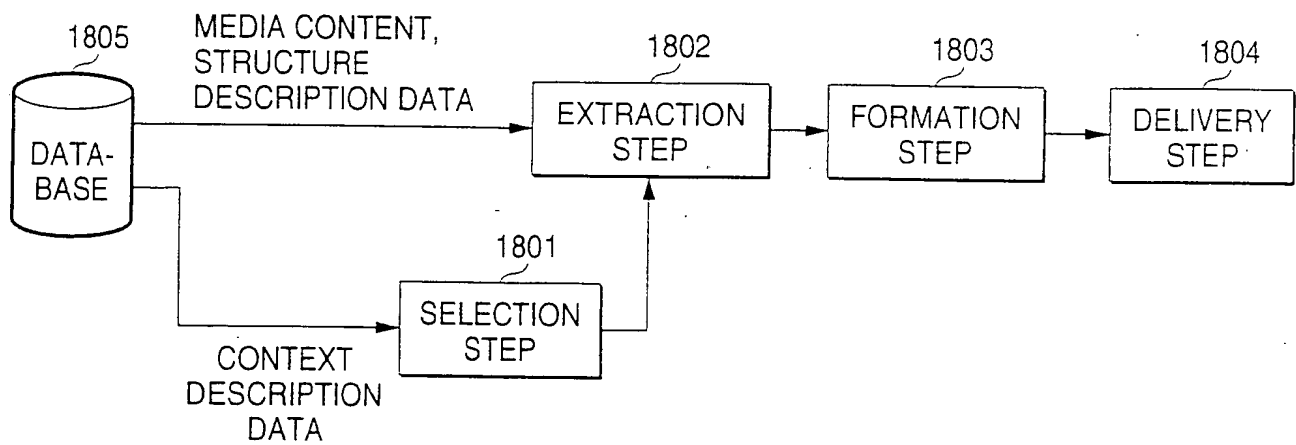 1805
MEDIA CONTENT,
STRUCTURE
DESCRIPTION DATA
DATA-
BASE
1802
EXTRACTION
STEP
1803
FORMATION
STEP
1804
DELIVERY
STEP
1801
SELECTION
STEP
CONTEXT
DESCRIPTION
DATA